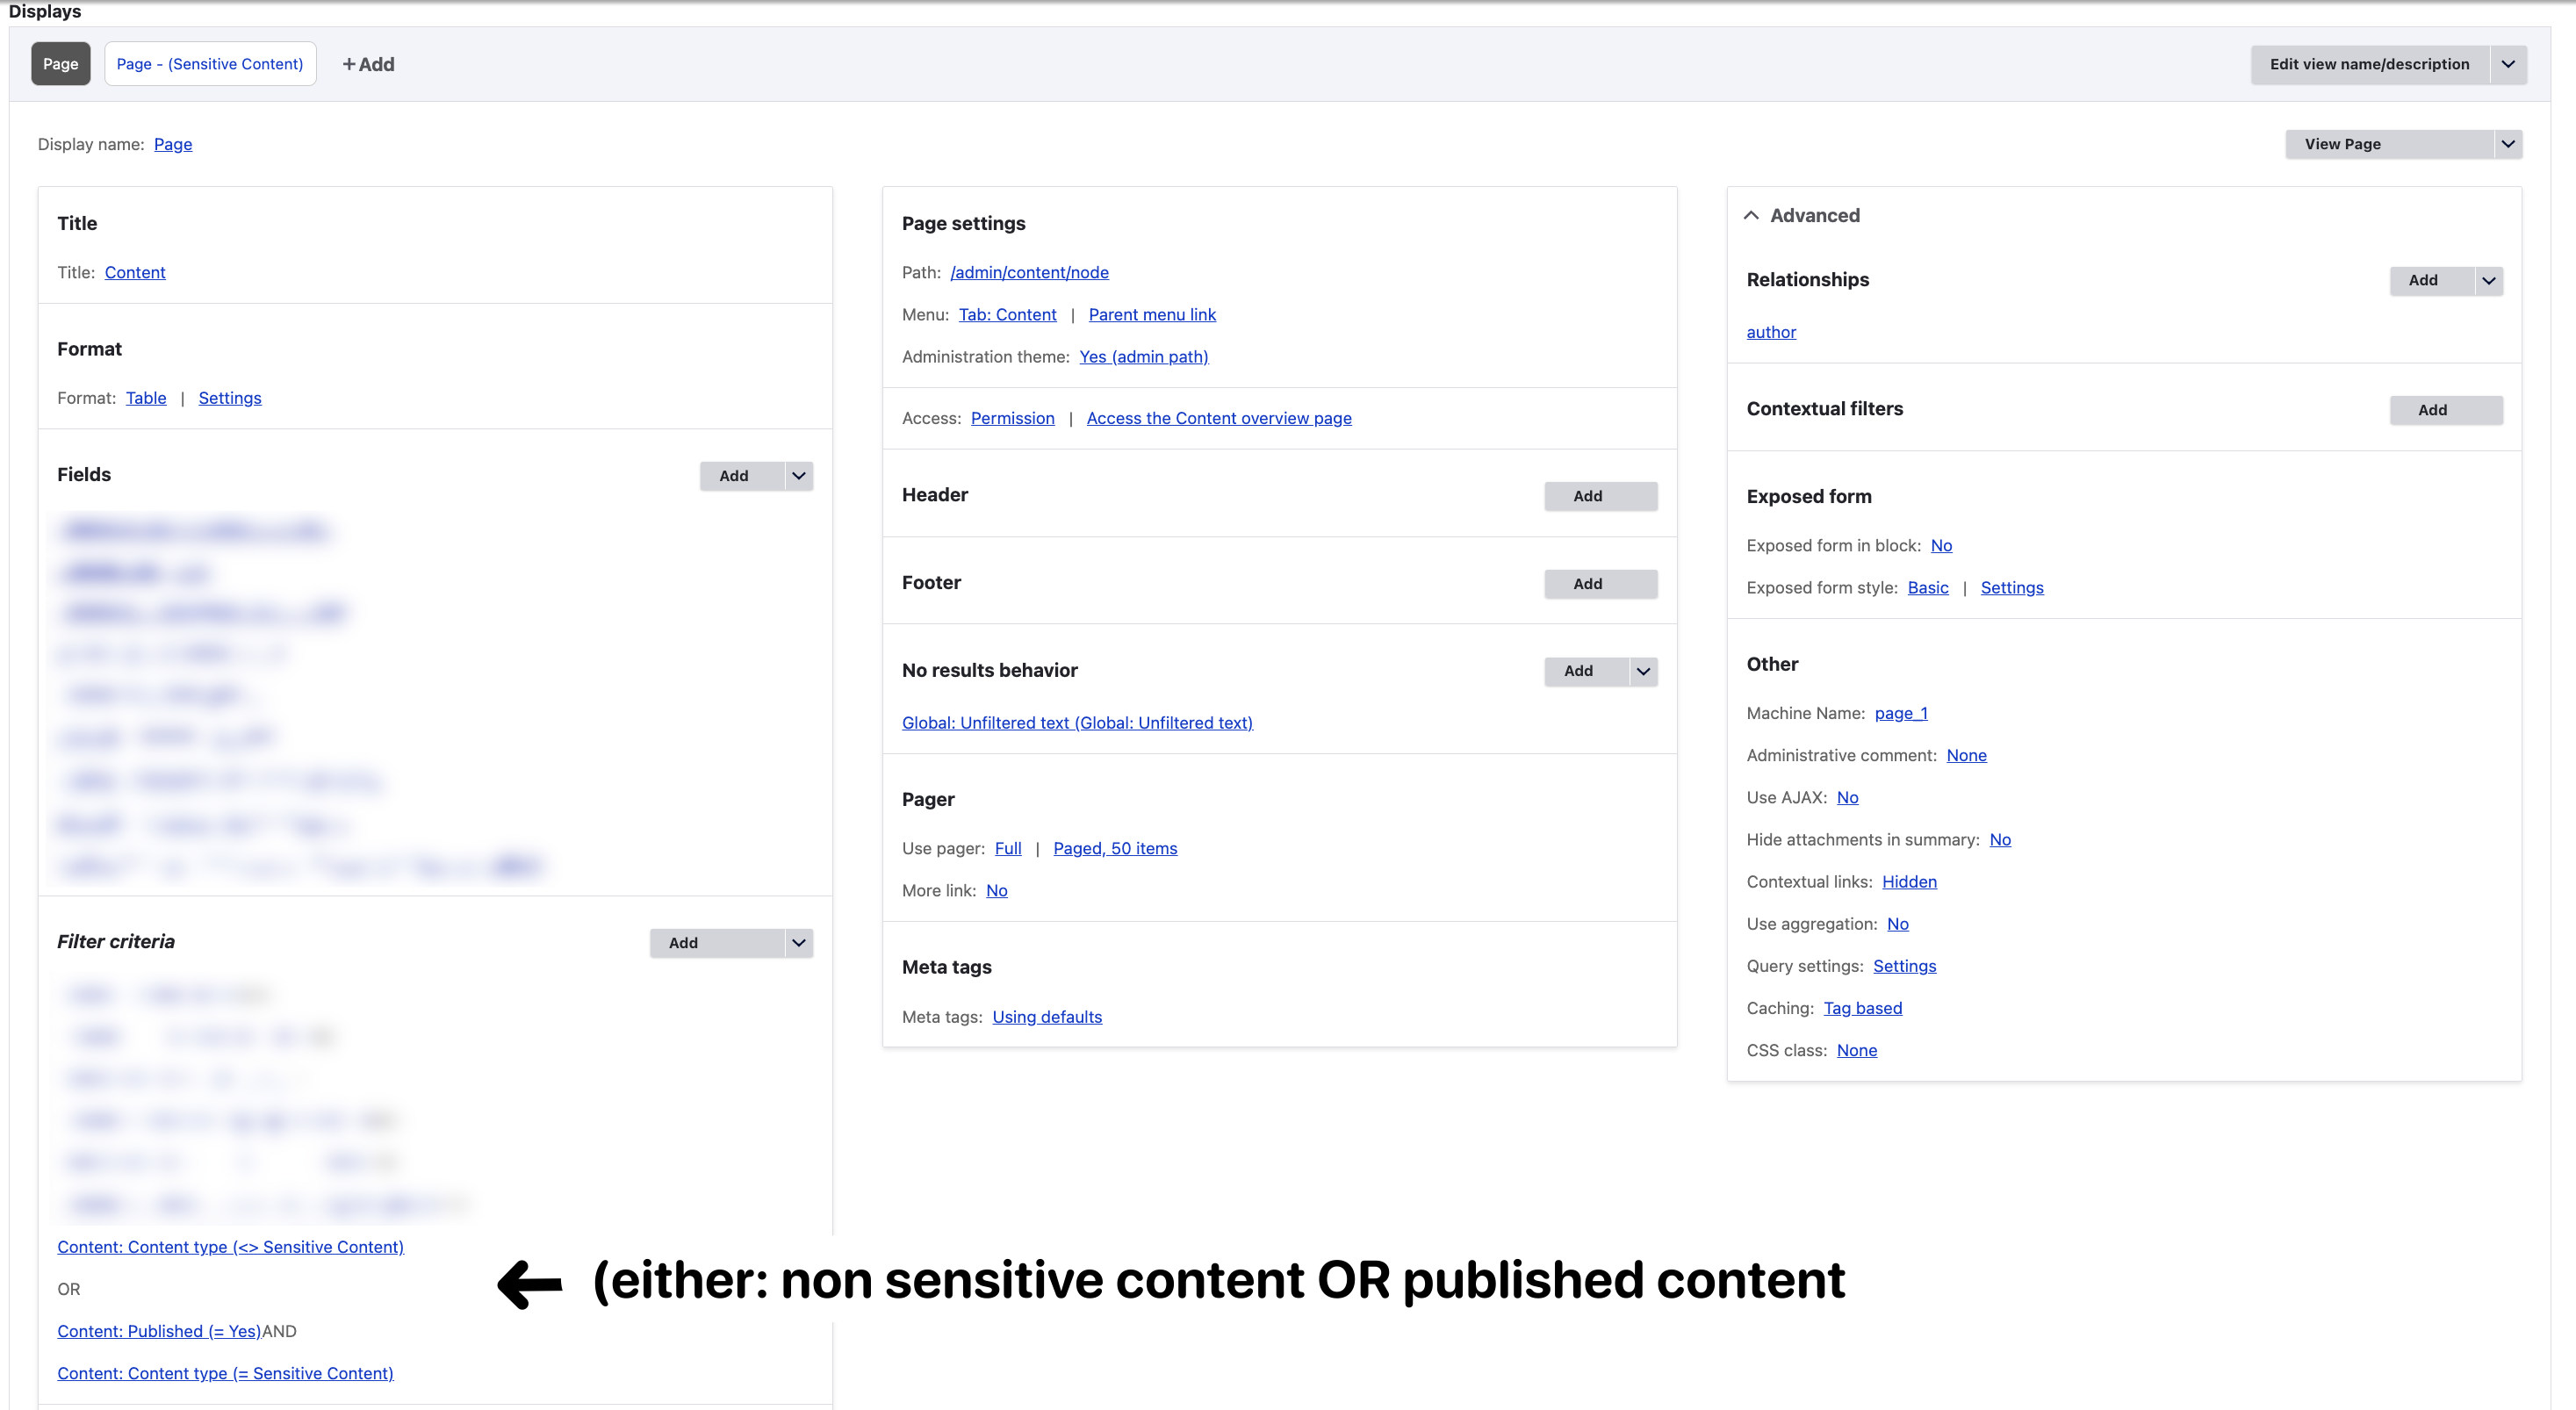 Displays
Page
Page - (Sensitive Content)
+ Add
Edit view name/description
Display name: Page
View Page
Title
Title: Content
Format
Format: Table | Settings
Fields
Add
Filter criteria
Add
Content: Content type (<> Sensitive Content)
OR
Content: Published (= Yes)AND
Content: Content type (= Sensitive Content)
(either: non sensitive content OR published content
Page settings
Path: /admin/content/node
Menu: Tab: Content | Parent menu link
Administration theme: Yes (admin path)
Access: Permission | Access the Content overview page
Header
Add
Footer
Add
No results behavior
Add
Global: Unfiltered text (Global: Unfiltered text)
Pager
Use pager: Full | Paged, 50 items
More link: No
Meta tags
Meta tags: Using defaults
Advanced
Relationships
Add
author
Contextual filters
Add
Exposed form
Exposed form in block: No
Exposed form style: Basic | Settings
Other
Machine Name: page_1
Administrative comment: None
Use AJAX: No
Hide attachments in summary: No
Contextual links: Hidden
Use aggregation: No
Query settings: Settings
Caching: Tag based
CSS class: None